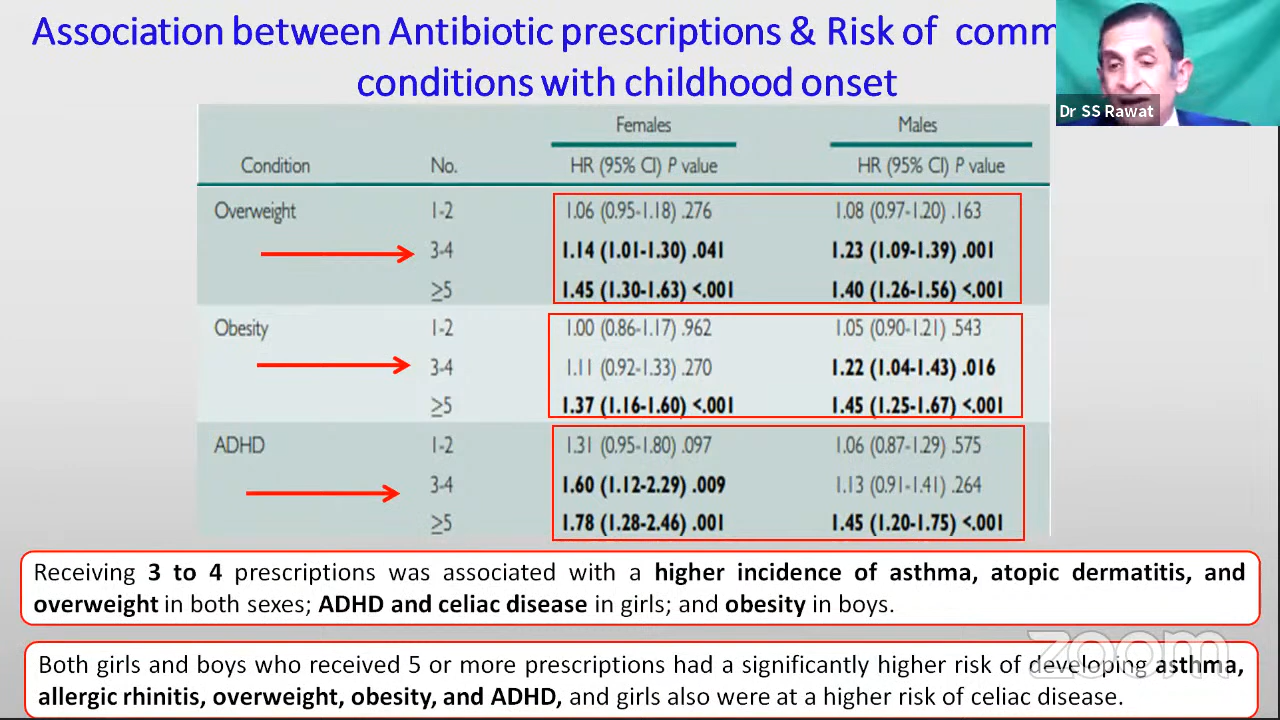 Association between Antibiotic prescriptions & Risk of comm
conditions with childhood onset
Dr SS Rawat
Females Males
Condition No. HR (95% CI) P value HR (95% CI) P value
Overweight 1-2 1.06 (0.95-1.18) .276 1.08 (0.97-1.20) .163
3-4 1.14 (1.01-1.30) .041 1.23 (1.09-1.39) .001
≥5 1.45 (1.30-1.63) <.001 1.40 (1.26-1.56) <.001
Obesity 1-2 1.00 (0.86-1.17) .962 1.05 (0.90-1.21) .543
3-4 1.11 (0.92-1.33) .270 1.22 (1.04-1.43) .016
≥5 1.37 (1.16-1.60) <.001 1.45 (1.25-1.67) <.001
ADHD 1-2 1.31 (0.95-1.80) .097 1.06 (0.87-1.29) .575
3-4 1.60 (1.12-2.29) .009 1.13 (0.91-1.41) .264
≥5 1.78 (1.28-2.46) .001 1.45 (1.20-1.75) <.001
Receiving 3 to 4 prescriptions was associated with a higher incidence of asthma, atopic dermatitis, and
overweight in both sexes; ADHD and celiac disease in girls; and obesity in boys.
zoom
Both girls and boys who received 5 or more prescriptions had a significantly higher risk of developing asthma,
allergic rhinitis, overweight, obesity, and ADHD, and girls also were at a higher risk of celiac disease.